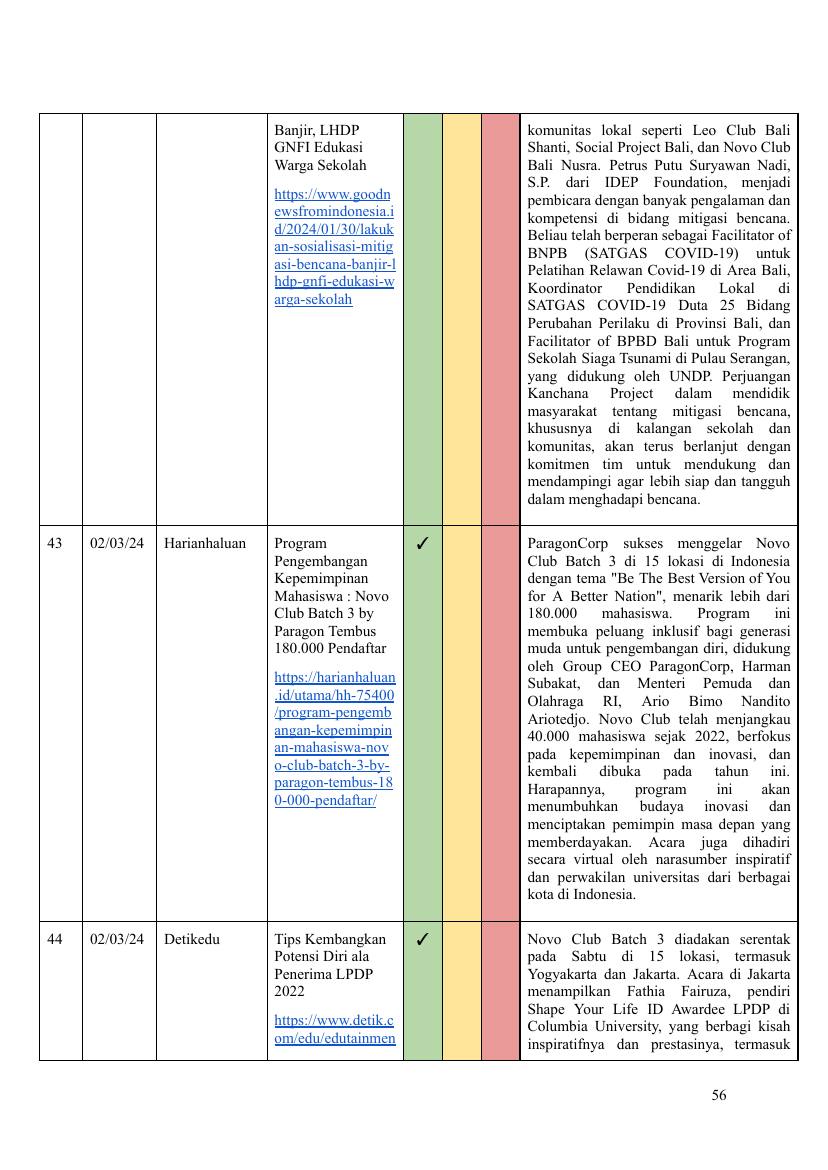 Banjir, LHDP
GNFI Edukasi
Warga Sekolah
https://www.goodn
ewsfromindonesia.i
d/2024/01/30/lakuk
an-sosialisasi-mitig
asi-bencana-banjir-l
hdp-gnfi-edukasi-w
arga-sekolah
komunitas lokal seperti Leo Club Bali
Shanti, Social Project Bali, dan Novo Club
Bali Nusra. Petrus Putu Suryawan Nadi,
S.P. dari IDEP Foundation, menjadi
pembicara dengan banyak pengalaman dan
kompetensi di bidang mitigasi bencana.
Beliau telah berperan sebagai Facilitator of
BNPB (SATGAS COVID-19) untuk
Pelatihan Relawan Covid-19 di Area Bali,
Koordinator Pendidikan Lokal di
SATGAS COVID-19 Duta 25 Bidang
Perubahan Perilaku di Provinsi Bali, dan
Facilitator of BPBD Bali untuk Program
Sekolah Siaga Tsunami di Pulau Serangan,
yang didukung oleh UNDP. Perjuangan
Kanchana Project dalam mendidik
masyarakat tentang mitigasi bencana,
khususnya di kalangan sekolah dan
komunitas, akan terus berlanjut dengan
komitmen tim untuk mendukung dan
mendampingi agar lebih siap dan tangguh
dalam menghadapi bencana.
43
02/03/24
Harianhaluan
Program
Pengembangan
Kepemimpinan
Mahasiswa : Novo
Club Batch 3 by
Paragon Tembus
180.000 Pendaftar
https://harianhaluan
.id/utama/hh-75400
/program-pengemb
angan-kepemimpin
an-mahasiswa-nov
o-club-batch-3-by-
paragon-tembus-18
0-000-pendaftar/
✓
ParagonCorp sukses menggelar Novo
Club Batch 3 di 15 lokasi di Indonesia
dengan tema "Be The Best Version of You
for A Better Nation", menarik lebih dari
180.000 mahasiswa. Program ini
membuka peluang inklusif bagi generasi
muda untuk pengembangan diri, didukung
oleh Group CEO ParagonCorp, Harman
Subakat, dan Menteri Pemuda dan
Olahraga RI, Ario Bimo Nandito
Ariotedjo. Novo Club telah menjangkau
40.000 mahasiswa sejak 2022, berfokus
pada kepemimpinan dan inovasi, dan
kembali dibuka pada tahun ini.
Harapannya, program ini akan
menumbuhkan budaya inovasi dan
menciptakan pemimpin masa depan yang
memberdayakan. Acara juga dihadiri
secara virtual oleh narasumber inspiratif
dan perwakilan universitas dari berbagai
kota di Indonesia.
44
02/03/24
Detikedu
Tips Kembangkan
Potensi Diri ala
Penerima LPDP
2022
https://www.detik.c
om/edu/edutainmen
✓
Novo Club Batch 3 diadakan serentak
pada Sabtu di 15 lokasi, termasuk
Yogyakarta dan Jakarta. Acara di Jakarta
menampilkan Fathia Fairuza, pendiri
Shape Your Life ID Awardee LPDP di
Columbia University, yang berbagi kisah
inspiratifnya dan prestasinya, termasuk
56